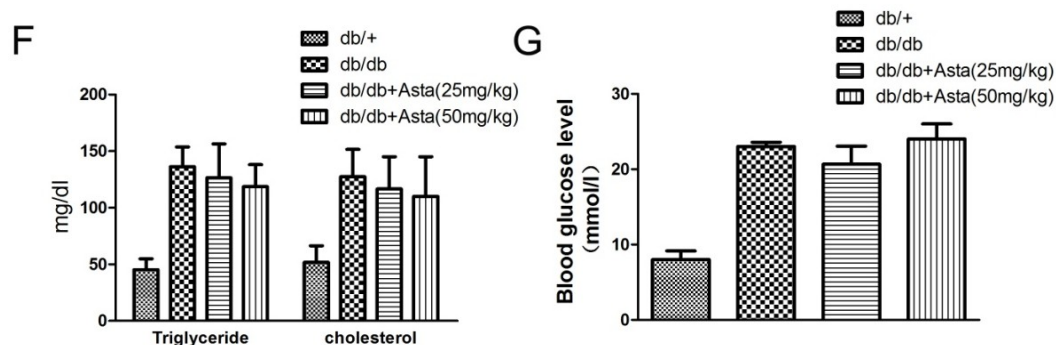 F
db/+
db/db
db/db+Asta(25mg/kg)
db/db+Asta(50mg/kg)
200
150
100
50
0
mg/dl
Triglyceride
cholesterol
G
db/+
db/db
db/db+Asta(25mg/kg)
db/db+Asta(50mg/kg)
30
20
10
0
Blood glucose level
(mmol/l)